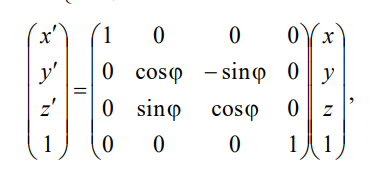 x′ 1 0 0 0 x
y′ 0 cosφ − sinφ 0 y
z′ = 0 sinφ cosφ 0 z ,
1 0 0 0 1 1